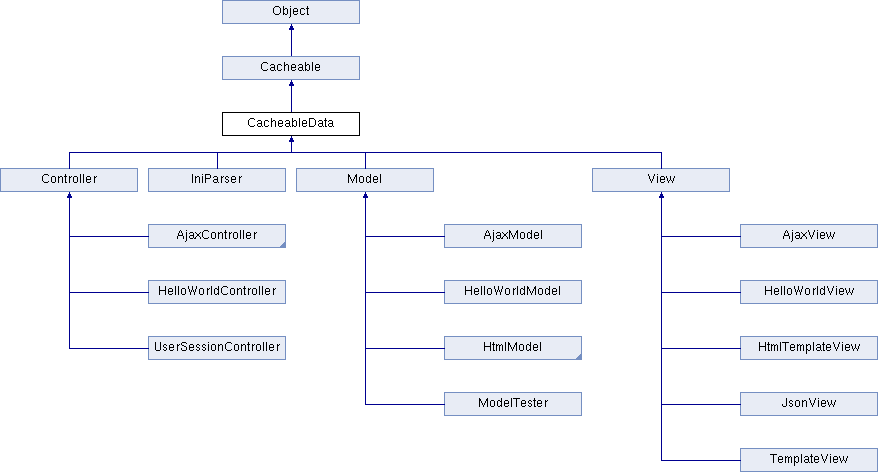 Object
Cacheable
CacheableData
Controller IniParser Model View
AjaxController AjaxModel AjaxView
HelloWorldController HelloWorldModel HelloWorldView
UserSessionController HtmlModel HtmlTemplateView
ModelTester JsonView
TemplateView